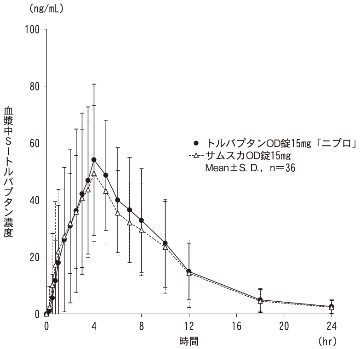 (ng/mL)
100
80
60
40
20
0
血漿中S-トルバプタン濃度
トルバプタンOD錠15mg「ニプロ」
サムスカOD錠15mg
Mean±S.D., n=36
0 4 8 12 16 20 24
時間 (hr)